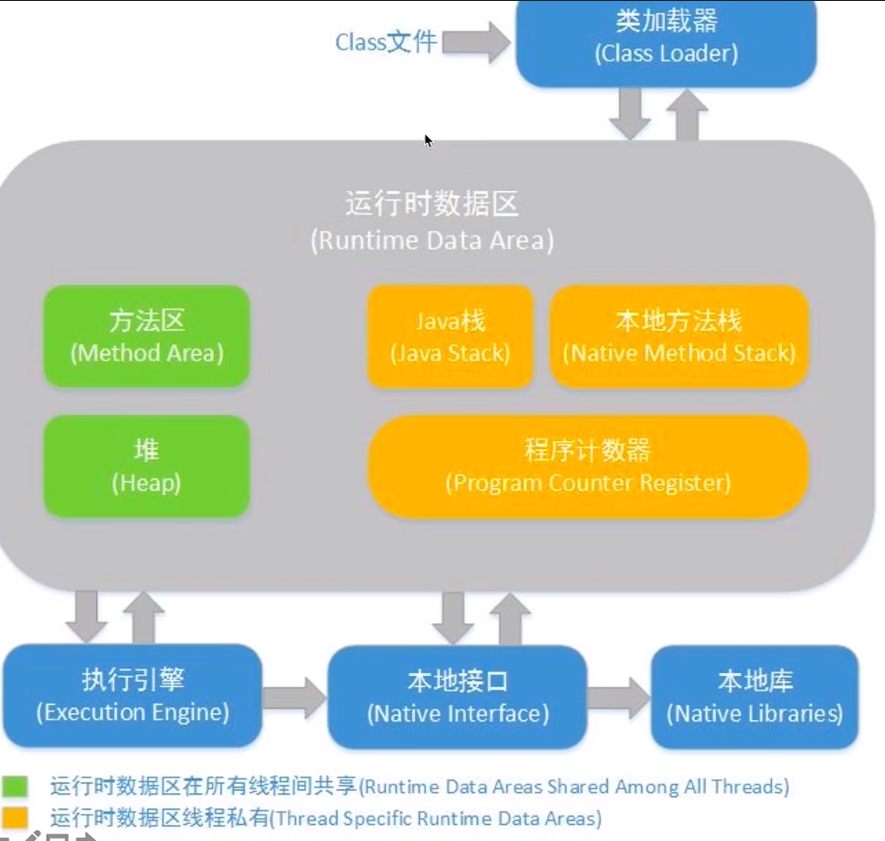 Class文件
类加载器
(Class Loader)
运行时数据区
(Runtime Data Area)
方法区
(Method Area)
Java栈
(Java Stack)
本地方法栈
(Native Method Stack)
堆
(Heap)
程序计数器
(Program Counter Register)
执行引擎
(Execution Engine)
本地接口
(Native Interface)
本地库
(Native Libraries)
运行时数据区在所有线程间共享(Runtime Data Areas Shared Among All Threads)
运行时数据区线程私有(Thread Specific Runtime Data Areas)